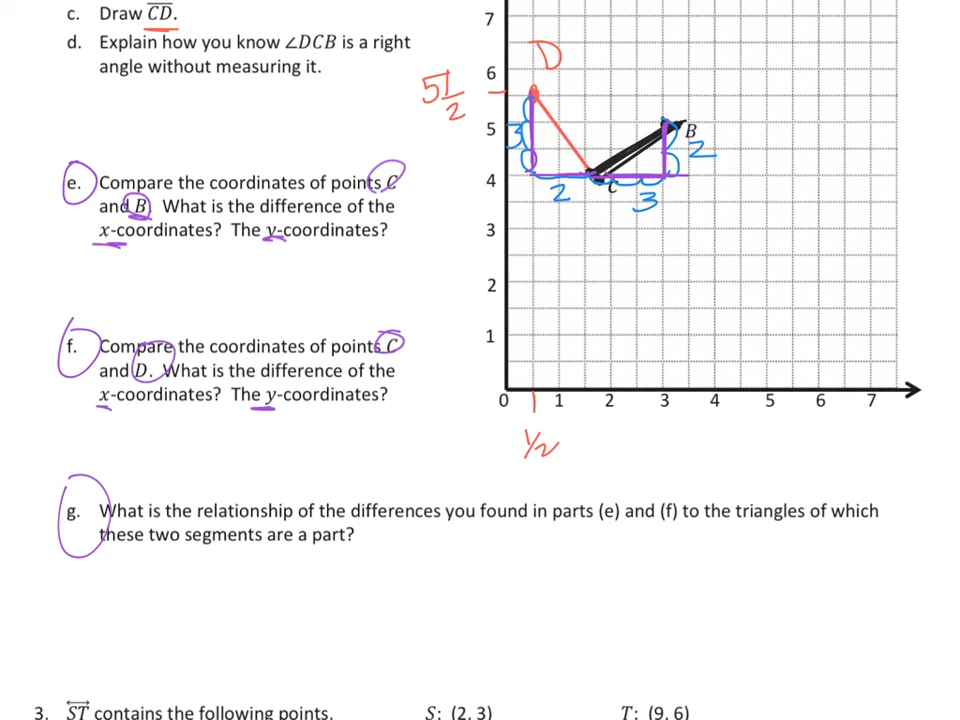 c. Draw CD.
d. Explain how you know ∠DCB is a right
angle without measuring it.
e. Compare the coordinates of points C
and B. What is the difference of the
x-coordinates? The y-coordinates?
f. Compare the coordinates of points C
and D. What is the difference of the
x-coordinates? The y-coordinates?
7
6
5
4
3
2
1
0 1 2 3 4 5 6 7
D
5 1/2
3
2
C
3
2
B
1/2
g. What is the relationship of the differences you found in parts (e) and (f) to the triangles of which
these two segments are a part?
3. ST contains the following points. S: (2, 3) T: (9, 6)